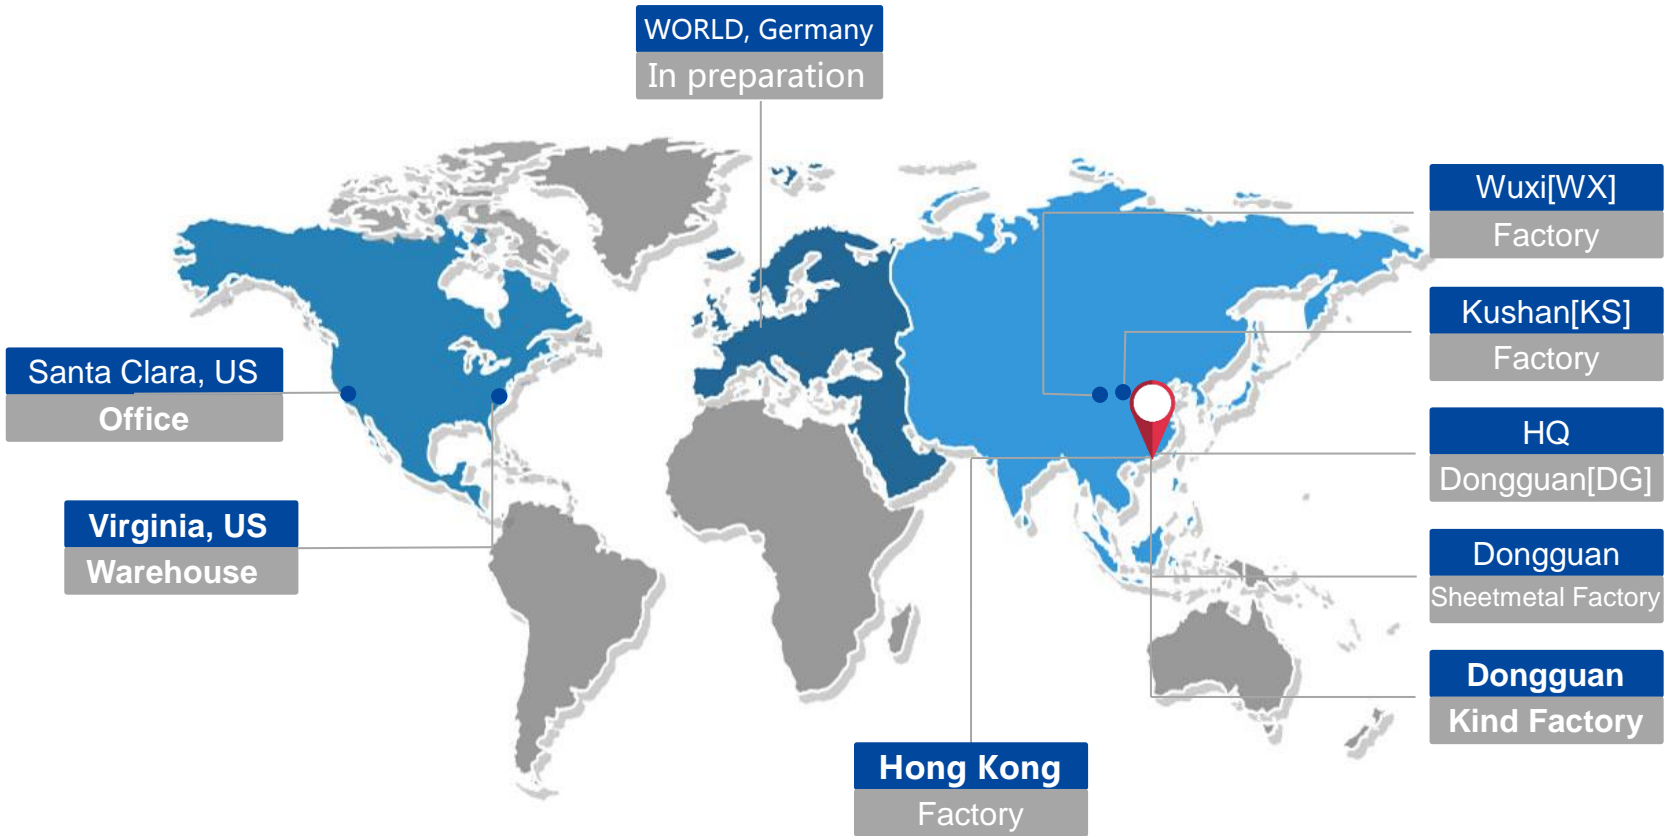 WORLD, Germany
In preparation
Wuxi[WX]
Factory
Kushan[KS]
Factory
Santa Clara, US
Office
HQ
Dongguan[DG]
Virginia, US
Warehouse
Dongguan
Sheetmetal Factory
Dongguan
Kind Factory
Hong Kong
Factory